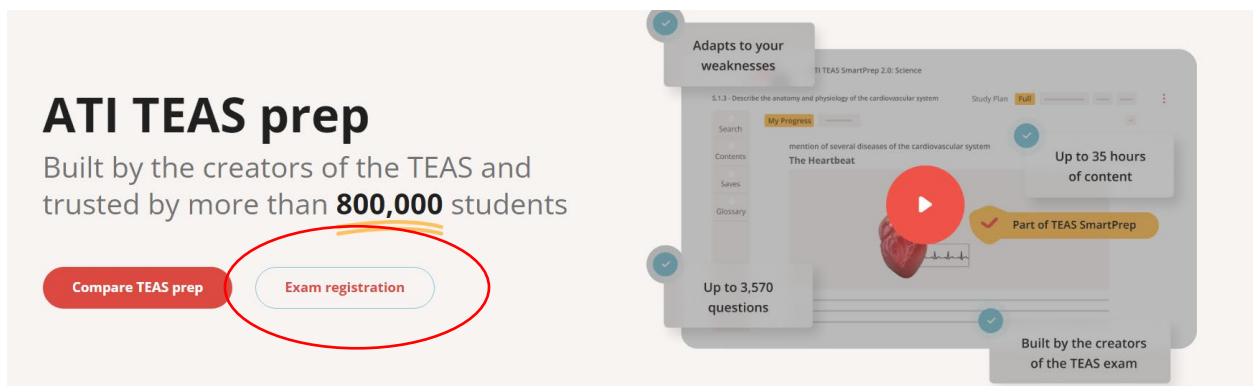 ATI TEAS prep
Built by the creators of the TEAS and
trusted by more than 800,000 students
Compare TEAS prep
Exam registration
Adapts to your
weaknesses
ATI TEAS SmartPrep 2.0: Science
S.1.3 - Describe the anatomy and physiology of the cardiovascular system
Study Plan
Full
My Progress
Search
Contents
Saves
Glossary
mention of several diseases of the cardiovascular system
The Heartbeat
Up to 35 hours
of content
Part of TEAS SmartPrep
Up to 3,570
questions
Built by the creators
of the TEAS exam